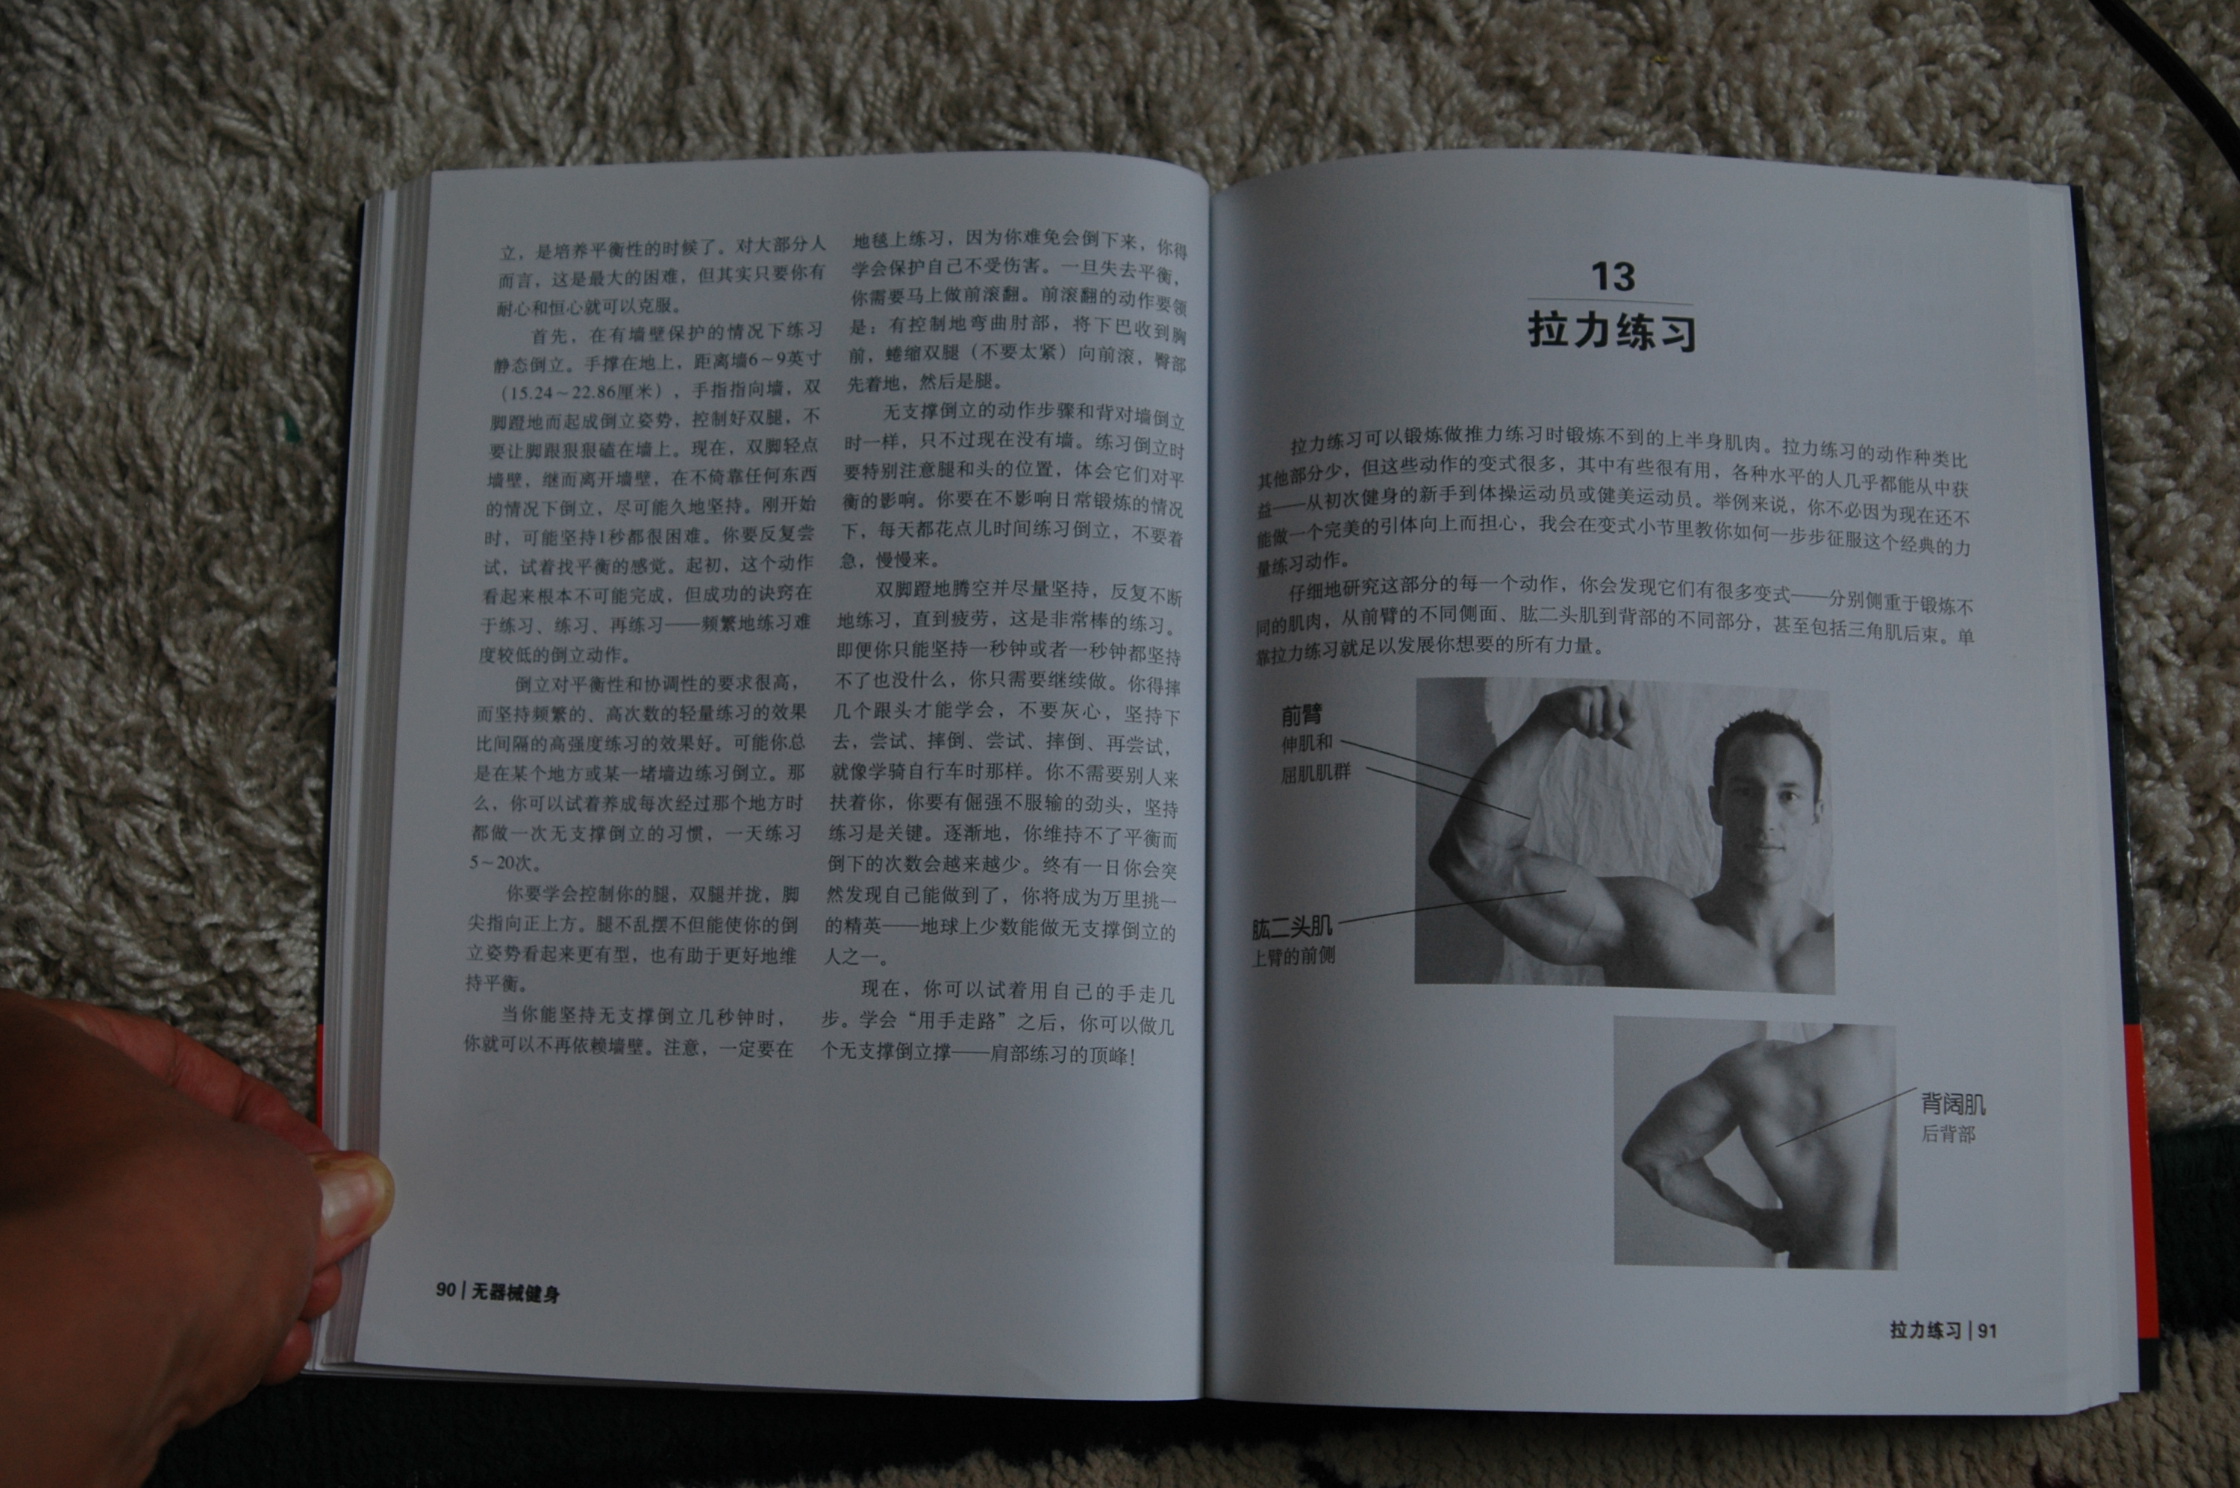 立，是培养平衡性的时候了。对大部分人
而言，这是最大的困难，但其实只要你有
耐心和恒心就可以克服。
首先，在有墙壁保护的情况下练习
静态倒立。手撑在地上，距离墙6～9英寸
（15.24～22.86厘米），手指指向墙，双
脚蹬地而起成倒立姿势，控制好双腿，不
要让脚跟狠狠磕在墙上。现在，双脚轻点
墙壁，继而离开墙壁，在不倚靠任何东西
的情况下倒立，尽可能久地坚持。刚开始
时，可能坚持1秒都很困难。你要反复尝
试，试着找平衡的感觉。起初，这个动作
看起来根本不可能完成，但成功的诀窍在
于练习、练习、再练习——频繁地练习难
度较低的倒立动作。
倒立对平衡性和协调性的要求很高，
而坚持频繁的、高次数的轻量练习的效果
比间隔的高强度练习的效果好。可能你总
是在某个地方或某一堵墙边练习倒立。那
么，你可以试着养成每次经过那个地方时
都做一次无支撑倒立的习惯，一天练习
5～20次。
你要学会控制你的腿，双腿并拢，脚
尖指向正上方。腿不乱摆不但能使你的倒
立姿势看起来更有型，也有助于更好地维
持平衡。
当你能坚持无支撑倒立几秒钟时，
你就可以不再依赖墙壁。注意，一定要在
地毯上练习，因为你难免会倒下来，你得
学会保护自己不受伤害。一旦失去平衡，
你需要马上做前滚翻。前滚翻的动作要领
是：有控制地弯曲肘部，将下巴收到胸
前，蜷缩双腿（不要太紧）向前滚，臀部
先着地，然后是腿。
无支撑倒立的动作步骤和背对墙倒立
时一样，只不过现在没有墙。练习倒立时
要特别注意腿和头的位置，体会它们对平
衡的影响。你要在不影响日常锻炼的情况
下，每天都花点儿时间练习倒立，不要着
急，慢慢来。
双脚蹬地腾空并尽量坚持，反复不断
地练习，直到疲劳，这是非常棒的练习。
即便你只能坚持一秒钟或者一秒钟都坚持
不了也没什么，你只需要继续做。你得摔
几个跟头才能学会，不要灰心，坚持下
去，尝试、摔倒、尝试、摔倒、再尝试，
就像学骑自行车时那样。你不需要别人来
扶着你，你要有倔强不服输的劲头，坚持
练习是关键。逐渐地，你维持不了平衡而
倒下的次数会越来越少。终有一日你会突
然发现自己能做到了，你将成为万里挑一
的精英——地球上少数能做无支撑倒立的
人之一。
现在，你可以试着用自己的手走几
步。学会“用手走路”之后，你可以做几
个无支撑倒立撑——肩部练习的顶峰！
90 | 无器械健身
13
拉力练习
拉力练习可以锻炼做推力练习时锻炼不到的上半身肌肉。拉力练习的动作种类比
其他部分少，但这些动作的变式很多，其中有些很有用，各种水平的人几乎都能从中获
益——从初次健身的新手到体操运动员或健美运动员。举例来说，你不必因为现在还不
能做一个完美的引体向上而担心，我会在变式小节里教你如何一步步征服这个经典的力
量练习动作。
仔细地研究这部分的每一个动作，你会发现它们有很多变式——分别侧重于锻炼不
同的肌肉，从前臂的不同侧面、肱二头肌到背部的不同部分，甚至包括三角肌后束。单
靠拉力练习就足以发展你想要的所有力量。
前臂
伸肌和
屈肌肌群
肱二头肌
上臂的前侧
背阔肌
后背部
拉力练习 | 91